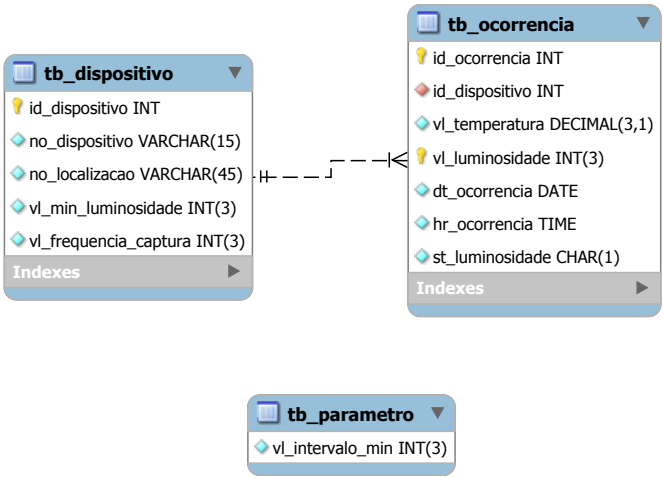 tb_dispositivo
id_dispositivo INT
no_dispositivo VARCHAR(15)
no_localizacao VARCHAR(45)
vl_min_luminosidade INT(3)
vl_frequencia_captura INT(3)
Indexes
tb_ocorrencia
id_ocorrencia INT
id_dispositivo INT
vl_temperatura DECIMAL(3,1)
vl_luminosidade INT(3)
dt_ocorrencia DATE
hr_ocorrencia TIME
st_luminosidade CHAR(1)
Indexes
tb_parametro
vl_intervalo_min INT(3)